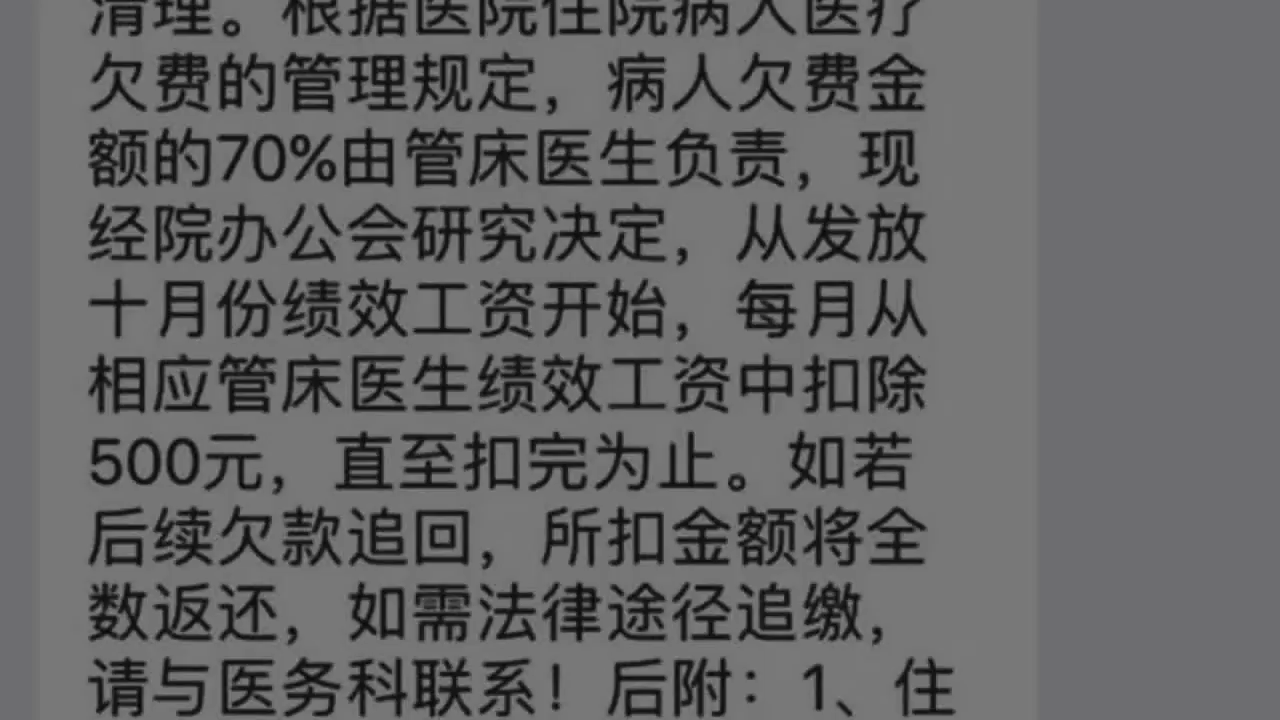 清理。根据医院住院病人医疗
欠费的管理规定，病人欠费金
额的70%由管床医生负责，现
经院办公会研究决定，从发放
十月份绩效工资开始，每月从
相应管床医生绩效工资中扣除
500元，直至扣完为止。如若
后续欠款追回，所扣金额将全
数返还，如需法律途径追缴，
请与医务科联系！后附：1、住